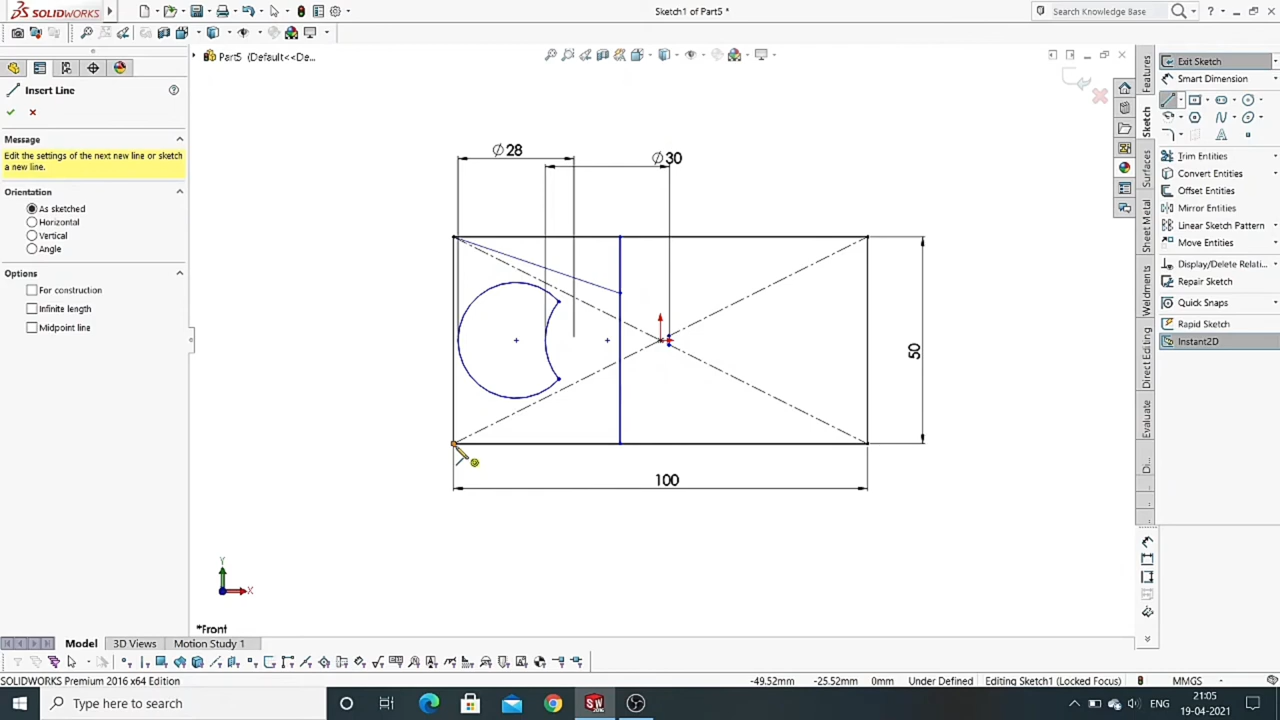 SOLIDWORKS
Sketch1 of Part5 *
Search Knowledge Base
?
Part5 (Default<<De...
Insert Line
Message
Edit the settings of the next new line or sketch
a new line.
Orientation
As sketched
Horizontal
Vertical
Angle
Options
For construction
Infinite length
Midpoint line
∅28
∅30
50
100
Y
X
*Front
Features
Sketch
Surfaces
Sheet Metal
Weldments
Direct Editing
Evaluate
Di...
Exit Sketch
Smart Dimension
Trim Entities
Convert Entities
Offset Entities
Mirror Entities
Linear Sketch Pattern
Move Entities
Display/Delete Relati...
Repair Sketch
Quick Snaps
Rapid Sketch
Instant2D
Model
3D Views
Motion Study 1
SOLIDWORKS Premium 2016 x64 Edition
-49.52mm
-25.52mm
0mm
Under Defined
Editing Sketch1 (Locked Focus)
MMGS
Type here to search
ENG
21:05
19-04-2021